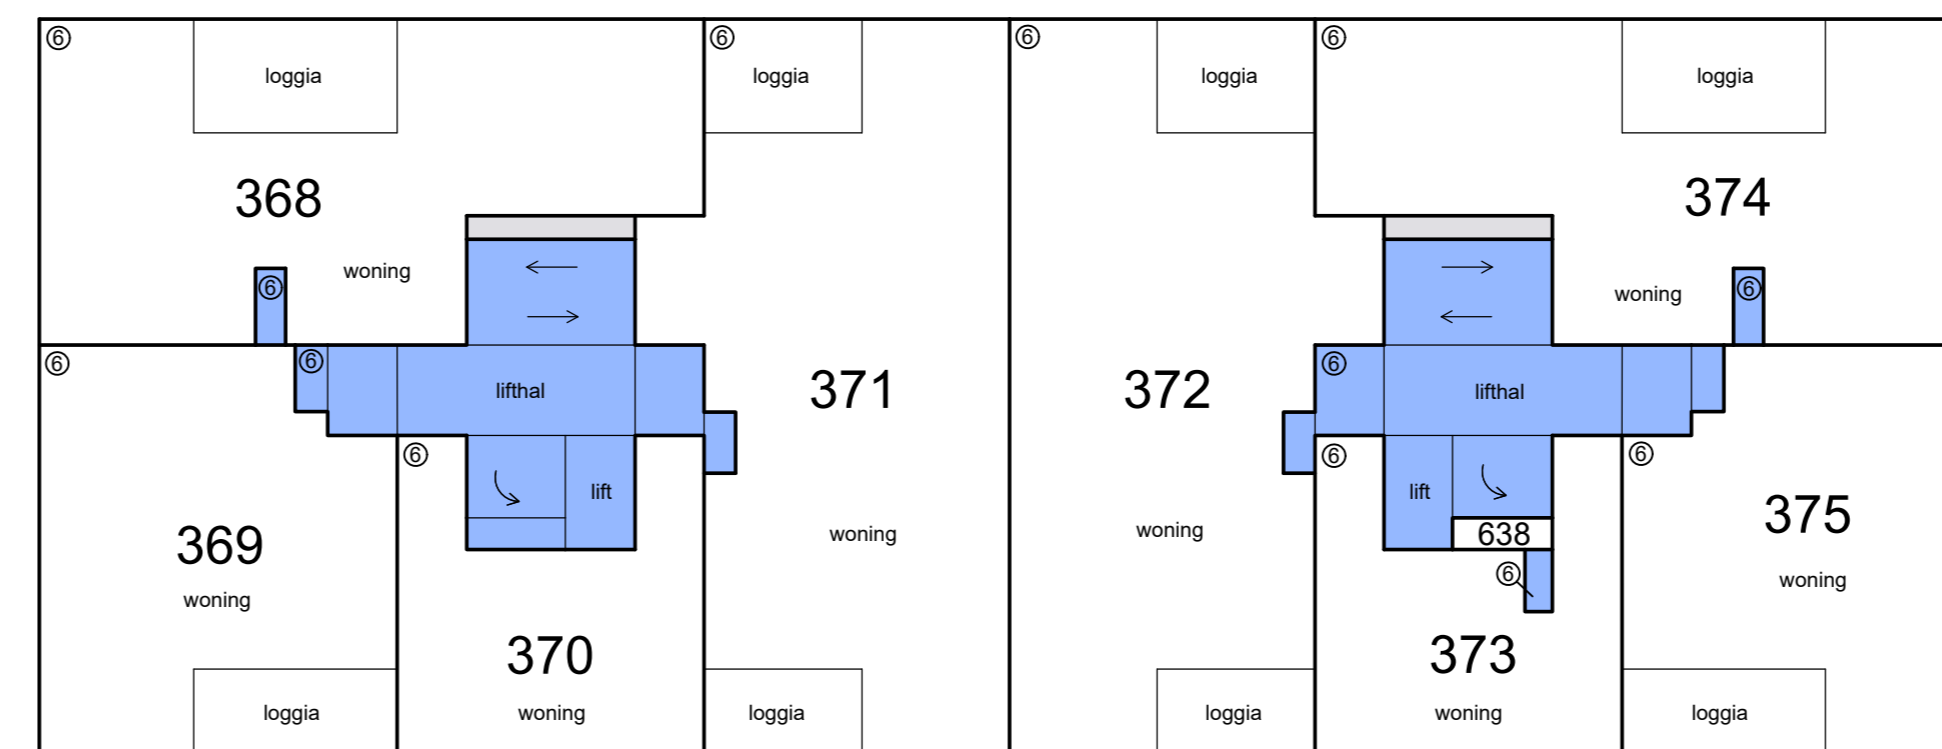 ⑥ ⑥ ⑥ ⑥
loggia loggia loggia loggia
368 374
woning woning
⑥ ⑥
⑥ ⑥ ⑥
lifthal 371 372 lifthal
⑥ ⑥ ⑥
lift lift
369 woning woning 638 375
⑥
woning woning
370 373
loggia woning loggia loggia woning loggia